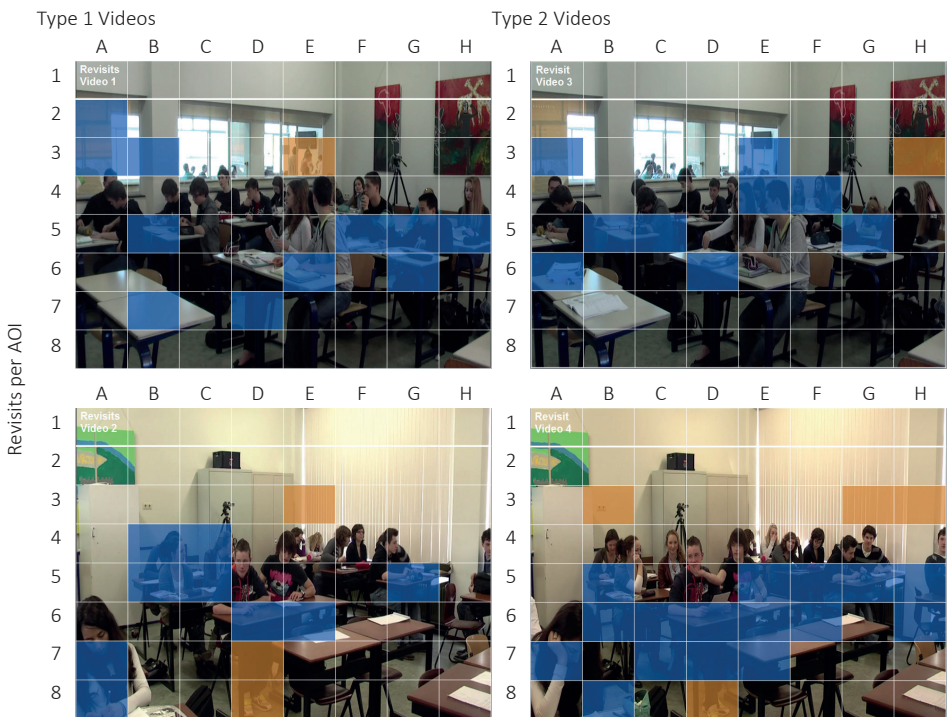 Type 1 Videos
Type 2 Videos
A B C D E F G H
A B C D E F G H
Revisits per AOI
1
2
3
4
5
6
7
8
Revisits
Video 1
1
2
3
4
5
6
7
8
Revisit
Video 3
A B C D E F G H
A B C D E F G H
1
2
3
4
5
6
7
8
Revisits
Video 2
1
2
3
4
5
6
7
8
Revisit
Video 4